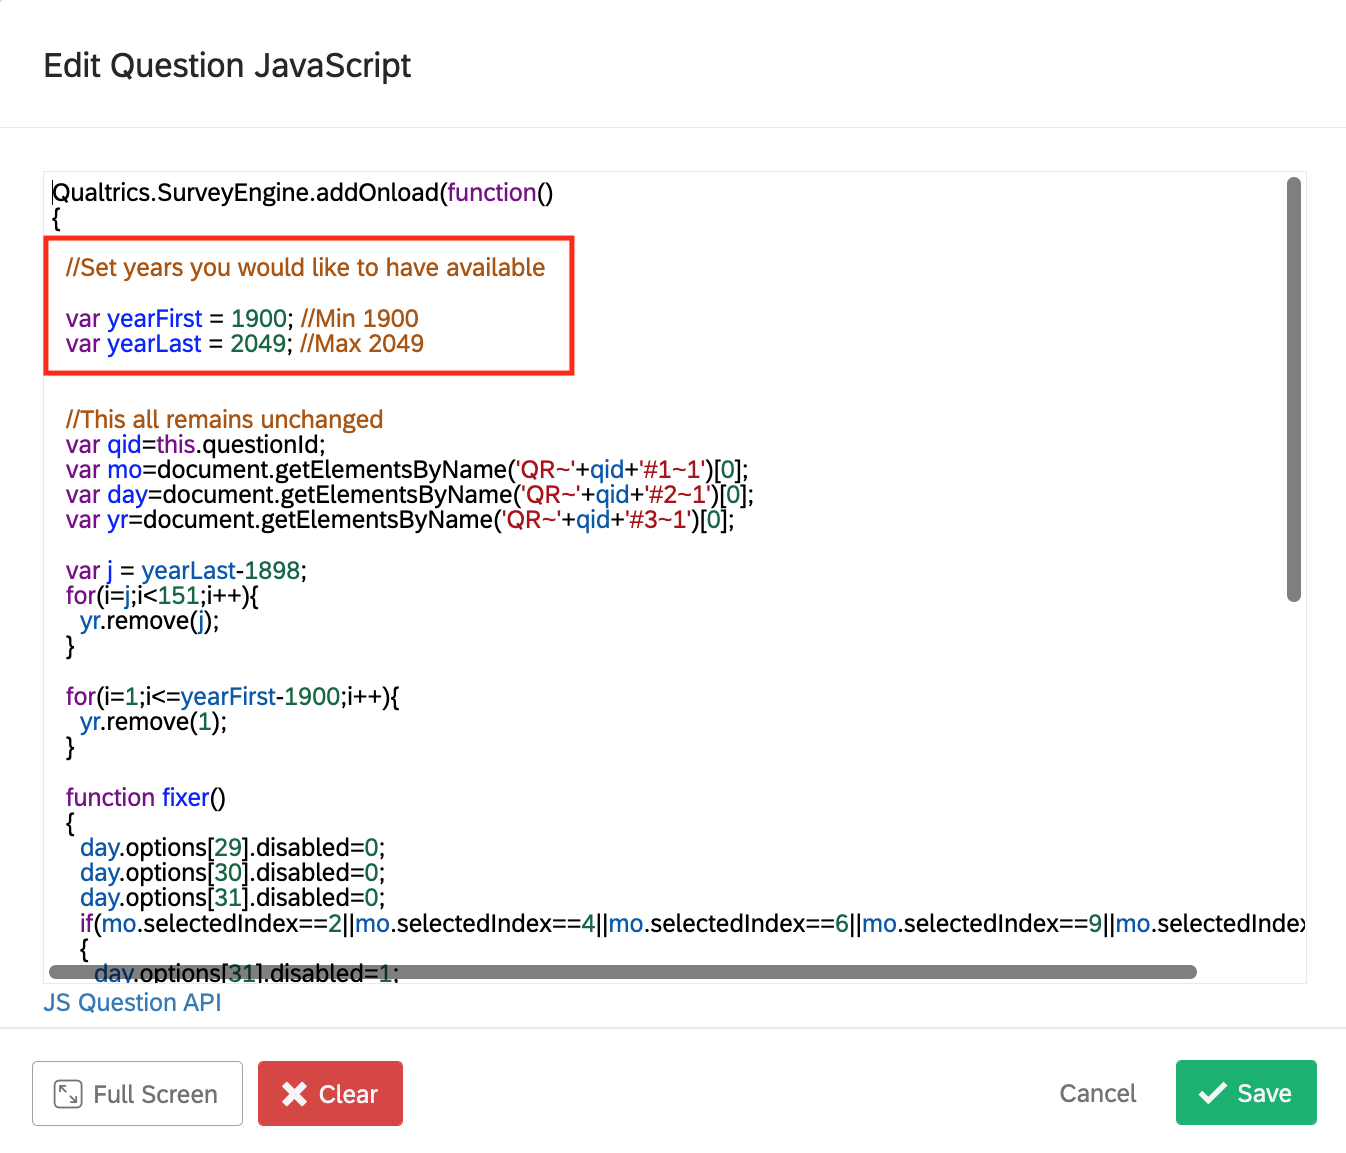 Edit Question JavaScript
Qualtrics.SurveyEngine.addOnload(function()
{
//Set years you would like to have available
var yearFirst = 1900; //Min 1900
var yearLast = 2049; //Max 2049
//This all remains unchanged
var qid=this.questionId;
var mo=document.getElementsByName('QR~'+qid+'#1~1')[0];
var day=document.getElementsByName('QR~'+qid+'#2~1')[0];
var yr=document.getElementsByName('QR~'+qid+'#3~1')[0];
var j = yearLast-1898;
for(i=j;i<151;i++){
yr.remove(j);
}
for(i=1;i<=yearFirst-1900;i++){
yr.remove(1);
}
function fixer()
{
day.options[29].disabled=0;
day.options[30].disabled=0;
day.options[31].disabled=0;
if(mo.selectedIndex==2||mo.selectedIndex==4||mo.selectedIndex==6||mo.selectedIndex==9||mo.selectedIndex
{
day.options[31].disabled=1;
JS Question API
Full Screen
Clear
Cancel
Save